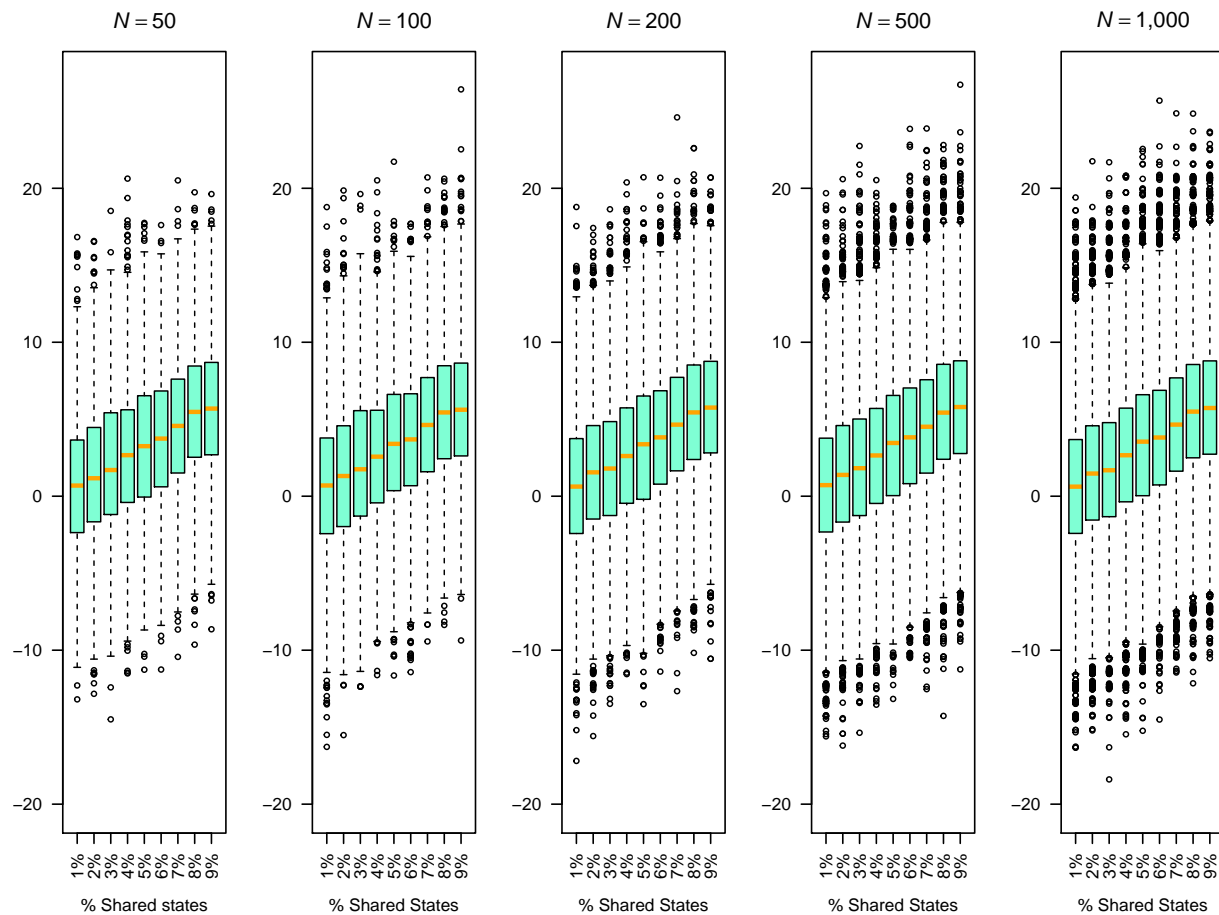 N = 50
N = 100
N = 200
N = 500
N = 1,000
20
10
0
−10
−20
20
10
0
−10
−20
20
10
0
−10
−20
20
10
0
−10
−20
20
10
0
−10
−20
1% 2% 3% 4% 5% 6% 7% 8% 9%
1% 2% 3% 4% 5% 6% 7% 8% 9%
1% 2% 3% 4% 5% 6% 7% 8% 9%
1% 2% 3% 4% 5% 6% 7% 8% 9%
1% 2% 3% 4% 5% 6% 7% 8% 9%
% Shared states
% Shared states
% Shared states
% Shared States
% Shared States